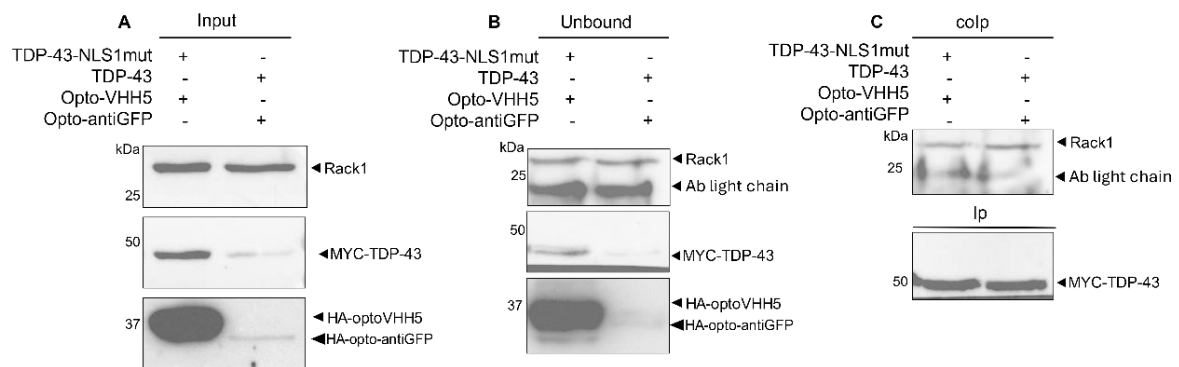 A Input
TDP-43-NLS1mut + -
TDP-43 - +
Opto-VHH5 + -
Opto-antiGFP - +
kDa
Rack1
25
50
MYC-TDP-43
37
HA-optoVHH5
HA-opto-antiGFP
B Unbound
TDP-43-NLS1mut + -
TDP-43 - +
Opto-VHH5 + -
Opto-antiGFP - +
kDa
Rack1
25
Ab light chain
50
MYC-TDP-43
37
HA-optoVHH5
HA-opto-antiGFP
C coIp
TDP-43-NLS1mut + -
TDP-43 - +
Opto-VHH5 + -
Opto-antiGFP - +
kDa
Rack1
25
Ab light chain
Ip
50
MYC-TDP-43